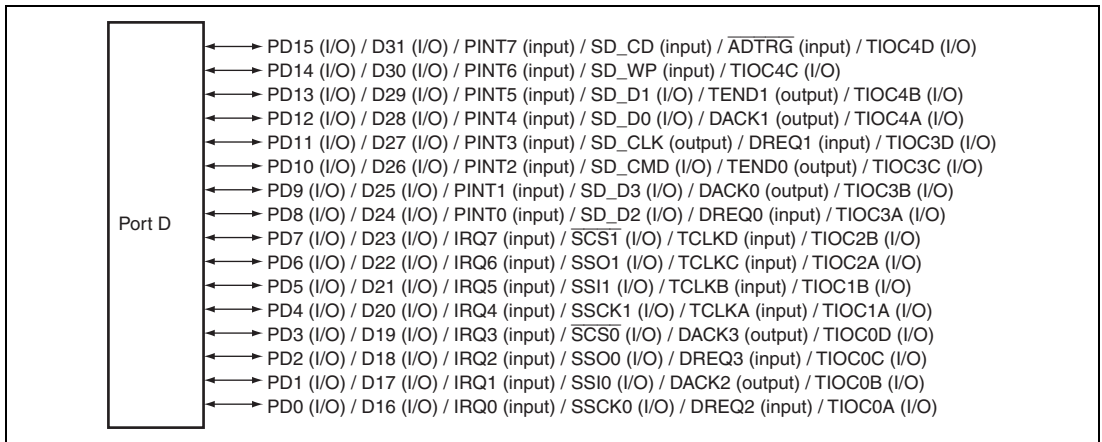 PD15 (I/O) / D31 (I/O) / PINT7 (input) / SD_CD (input) / A̅D̅T̅R̅G̅ (input) / TIOC4D (I/O)
PD14 (I/O) / D30 (I/O) / PINT6 (input) / SD_WP (input) / TIOC4C (I/O)
PD13 (I/O) / D29 (I/O) / PINT5 (input) / SD_D1 (I/O) / TEND1 (output) / TIOC4B (I/O)
PD12 (I/O) / D28 (I/O) / PINT4 (input) / SD_D0 (I/O) / DACK1 (output) / TIOC4A (I/O)
PD11 (I/O) / D27 (I/O) / PINT3 (input) / SD_CLK (output) / DREQ1 (input) / TIOC3D (I/O)
PD10 (I/O) / D26 (I/O) / PINT2 (input) / SD_CMD (I/O) / TEND0 (output) / TIOC3C (I/O)
PD9 (I/O) / D25 (I/O) / PINT1 (input) / SD_D3 (I/O) / DACK0 (output) / TIOC3B (I/O)
PD8 (I/O) / D24 (I/O) / PINT0 (input) / SD_D2 (I/O) / DREQ0 (input) / TIOC3A (I/O)
Port D
PD7 (I/O) / D23 (I/O) / IRQ7 (input) / S̅C̅S̅1̅ (I/O) / TCLKD (input) / TIOC2B (I/O)
PD6 (I/O) / D22 (I/O) / IRQ6 (input) / SSO1 (I/O) / TCLKC (input) / TIOC2A (I/O)
PD5 (I/O) / D21 (I/O) / IRQ5 (input) / SSI1 (I/O) / TCLKB (input) / TIOC1B (I/O)
PD4 (I/O) / D20 (I/O) / IRQ4 (input) / SSCK1 (I/O) / TCLKA (input) / TIOC1A (I/O)
PD3 (I/O) / D19 (I/O) / IRQ3 (input) / S̅C̅S̅0̅ (I/O) / DACK3 (output) / TIOC0D (I/O)
PD2 (I/O) / D18 (I/O) / IRQ2 (input) / SSO0 (I/O) / DREQ3 (input) / TIOC0C (I/O)
PD1 (I/O) / D17 (I/O) / IRQ1 (input) / SSI0 (I/O) / DACK2 (output) / TIOC0B (I/O)
PD0 (I/O) / D16 (I/O) / IRQ0 (input) / SSCK0 (I/O) / DREQ2 (input) / TIOC0A (I/O)